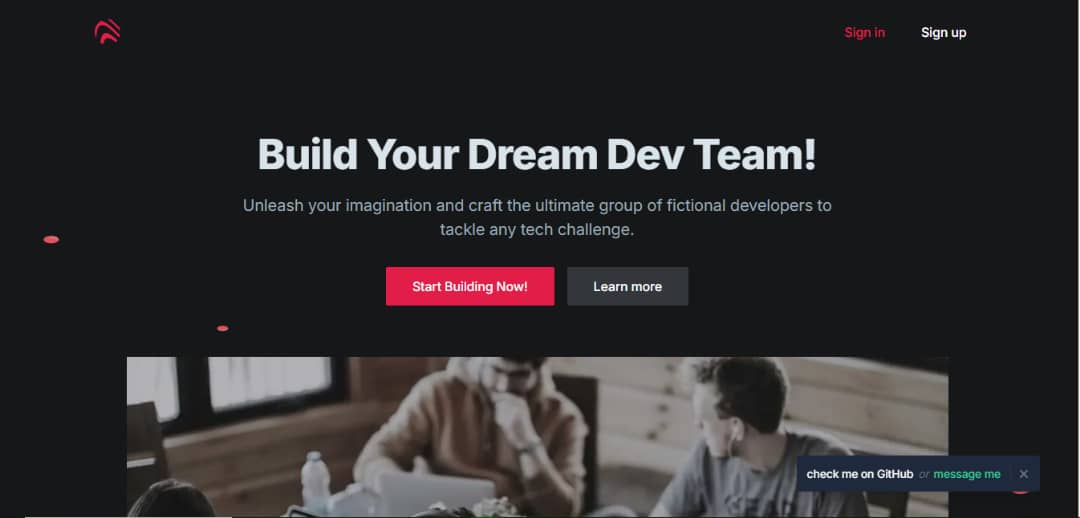 Sign in Sign up
Build Your Dream Dev Team!
Unleash your imagination and craft the ultimate group of fictional developers to
tackle any tech challenge.
Start Building Now! Learn more
check me on GitHub or message me ×